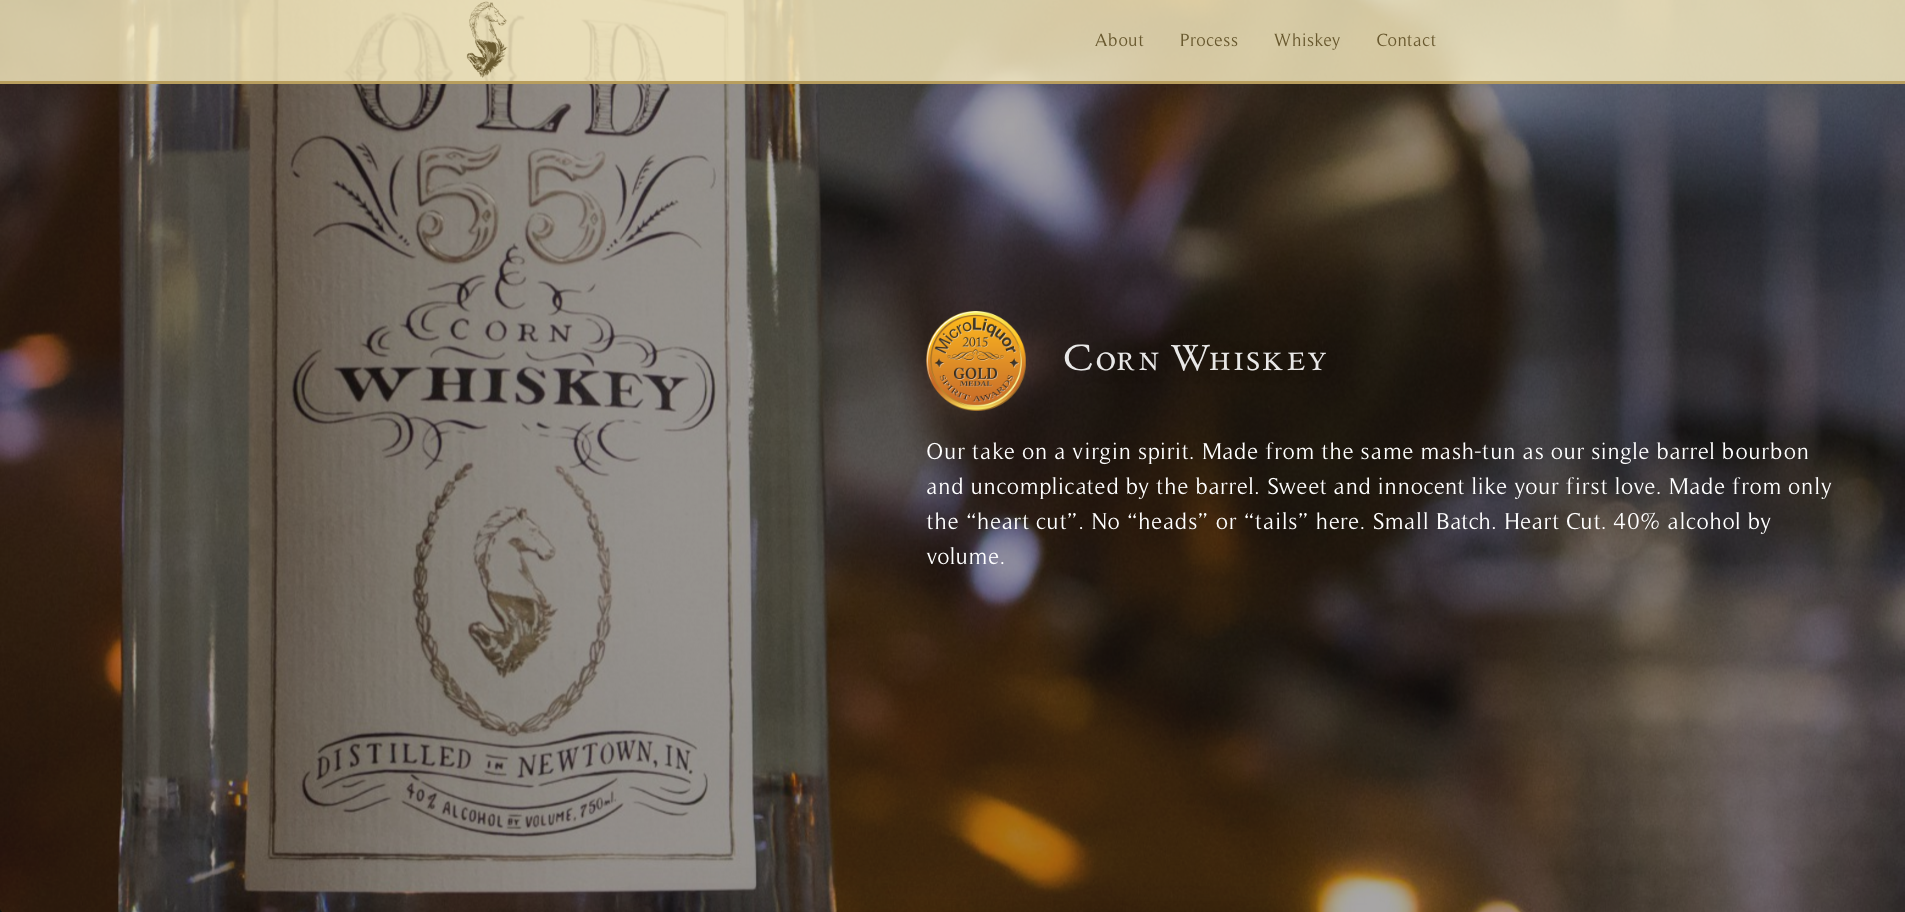 About Process Whiskey Contact
OLD
55
CORN
WHISKEY
DISTILLED IN NEWTOWN, IN.
40% ALCOHOL BY VOLUME, 750ml.
MicroLiquor
2015
GOLD
MEDAL
SPIRIT AWARDS
Corn Whiskey
Our take on a virgin spirit. Made from the same mash-tun as our single barrel bourbon
and uncomplicated by the barrel. Sweet and innocent like your first love. Made from only
the “heart cut”. No “heads” or “tails” here. Small Batch. Heart Cut. 40% alcohol by
volume.